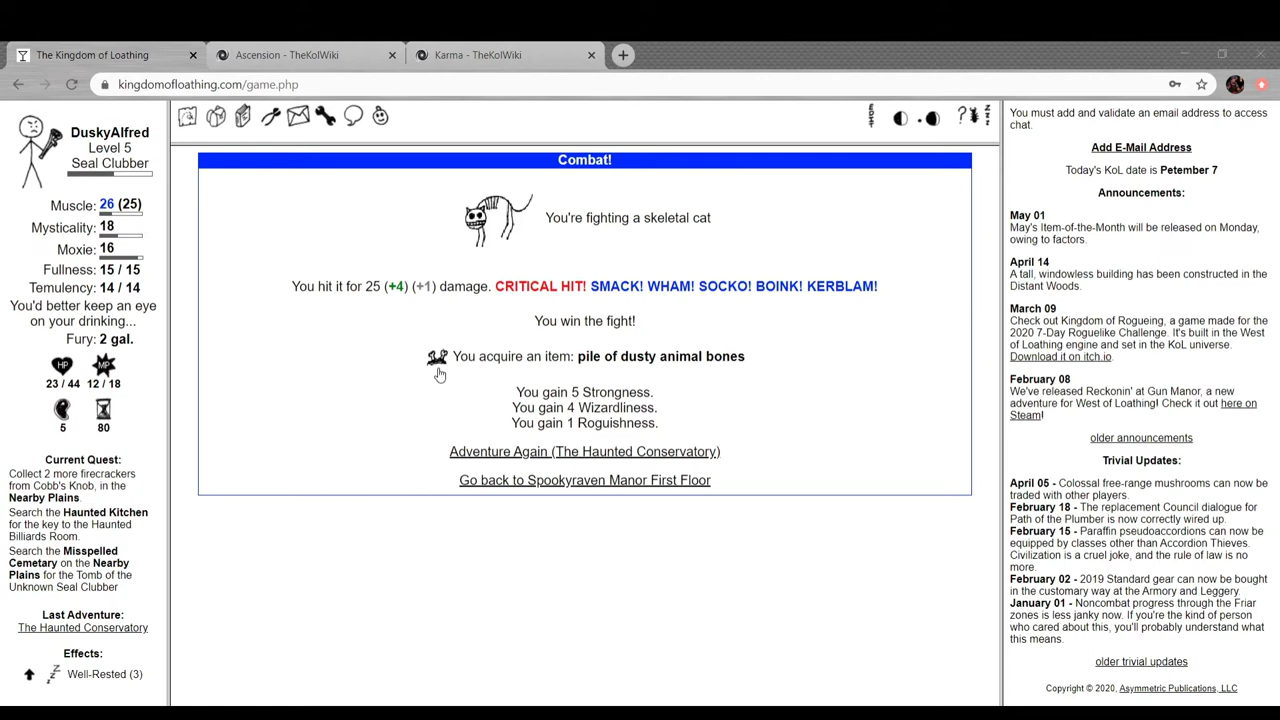 The Kingdom of Loathing
Ascension - TheKolWiki
Karma - TheKolWiki
kingdomofloathing.com/game.php
DuskyAlfred
Level 5
Seal Clubber
Muscle: 26 (25)
Mysticality: 18
Moxie: 16
Fullness: 15 / 15
Temulency: 14 / 14
You'd better keep an eye
on your drinking...
Fury: 2 gal.
HP MP
23 / 44 12 / 18
5 80
Current Quest:
Collect 2 more firecrackers
from Cobb's Knob, in the
Nearby Plains.
Search the Haunted Kitchen
for the key to the Haunted
Billiards Room.
Search the Misspelled
Cemetary on the Nearby
Plains for the Tomb of the
Unknown Seal Clubber
Last Adventure:
The Haunted Conservatory
Effects:
Well-Rested (3)
Combat!
You're fighting a skeletal cat
You hit it for 25 (+4) (+1) damage. CRITICAL HIT! SMACK! WHAM! SOCKO! BOINK! KERBLAM!
You win the fight!
You acquire an item: pile of dusty animal bones
You gain 5 Strongness.
You gain 4 Wizardliness.
You gain 1 Roguishness.
Adventure Again (The Haunted Conservatory)
Go back to Spookyraven Manor First Floor
You must add and validate an email address to access
chat.
Add E-Mail Address
Today's KoL date is Petember 7
Announcements:
May 01
May's Item-of-the-Month will be released on Monday,
owing to factors.
April 14
A tall, windowless building has been constructed in the
Distant Woods.
March 09
Check out Kingdom of Rogueing, a game made for the
2020 7-Day Roguelike Challenge. It's built in the West
of Loathing engine and set in the KoL universe.
Download it on itch.io.
February 08
We've released Reckonin' at Gun Manor, a new
adventure for West of Loathing! Check it out here on
Steam!
older announcements
Trivial Updates:
April 05 - Colossal free-range mushrooms can now be
traded with other players.
February 18 - The replacement Council dialogue for
Path of the Plumber is now correctly wired up.
February 15 - Paraffin pseudoaccordions can now be
equipped by classes other than Accordion Thieves.
Civilization is a cruel joke, and the rule of law is no
more.
February 02 - 2019 Standard gear can now be bought
in the customary way at the Armory and Leggery.
January 01 - Noncombat progress through the Friar
zones is less janky now. If you're the kind of person
who cared about this, you'll probably understand what
this means.
older trivial updates
Copyright © 2020, Asymmetric Publications, LLC